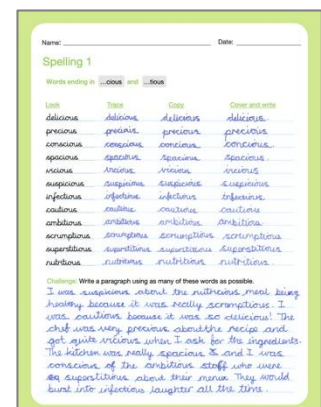 Name: Date:
Spelling 1
Words ending in ...cious and ...tious
Look Trace Copy Cover and write
delicious delicious delicious delicious
precious precious precious precious
conscious conscious concious concious
spacious spacious spacious spacious
vicious vicious vicious vicious
suspicious suspicious suspicious suspicious
infectious infectious infectious infectious
cautious cautious cautious cautious
ambitious ambitious ambitious ambitious
scrumptious scrumptious scrumptious scrumptious
superstitious superstitious superstitious superstitious
nutritious nutritious nutritious nutritious
Challenge: Write a paragraph using as many of these words as possible.
I was suspicious about the nutricious meal being
healthy because it was really scromptious. I
was cautious because it was so delicious! The
chef was very precious about the recipe and
got quite vicious when I ask for the ingredients.
The kitchen was really spacious and I was
conscious of the ambitious staff who were
superstitious about their menu. They would
burst into infectious laughter all the time.